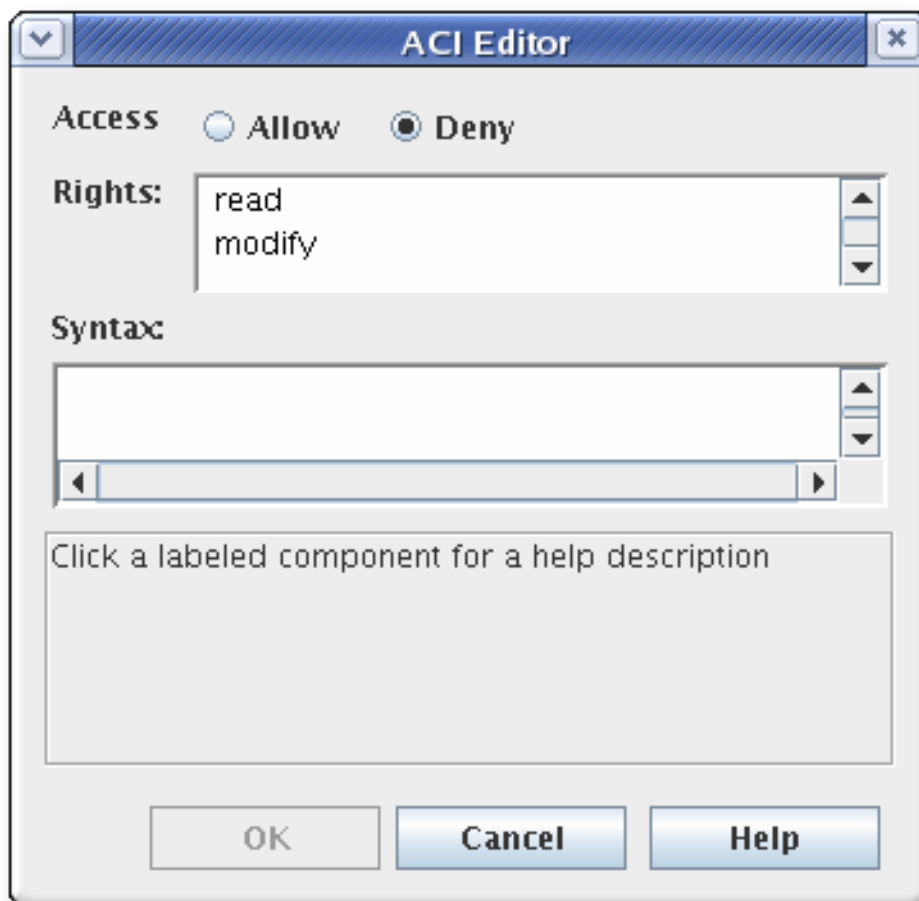 ACI Editor
Access Allow Deny
Rights: read
modify
Syntax:
Click a labeled component for a help description
OK Cancel Help